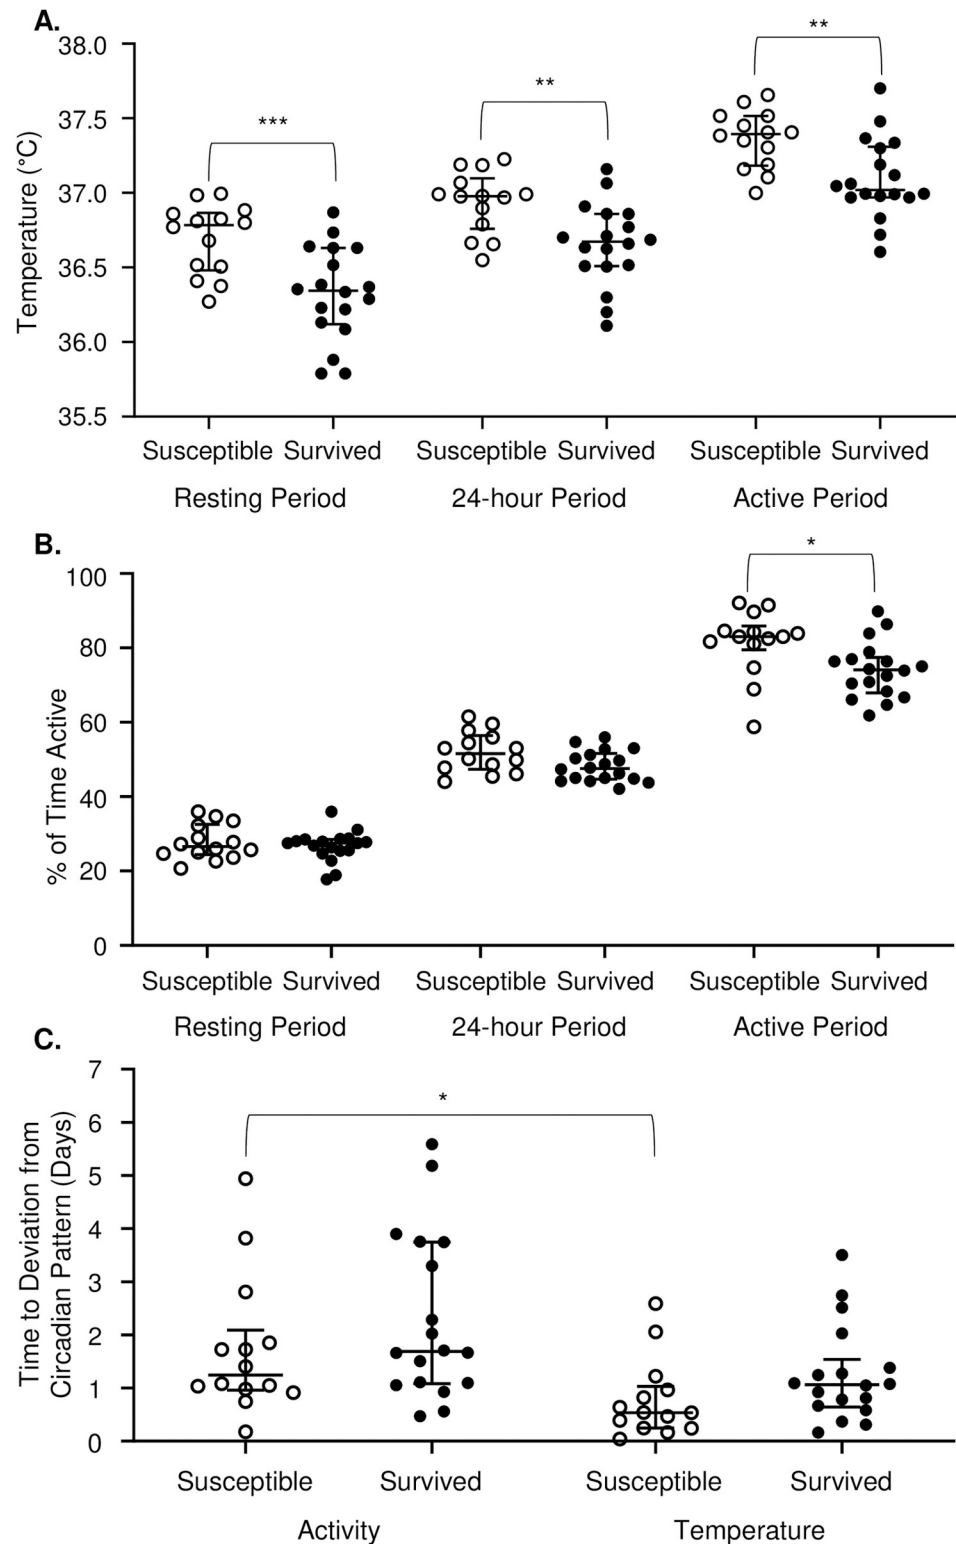 A.
Temperature (°C)
38.0
37.5
37.0
36.5
36.0
35.5
***
**
**
Susceptible Survived Susceptible Survived Susceptible Survived
Resting Period 24-hour Period Active Period
B.
% of Time Active
100
80
60
40
20
0
*
Susceptible Survived Susceptible Survived Susceptible Survived
Resting Period 24-hour Period Active Period
C.
Time to Deviation from
Circadian Pattern (Days)
7
6
5
4
3
2
1
0
*
Susceptible Survived Susceptible Survived
Activity Temperature